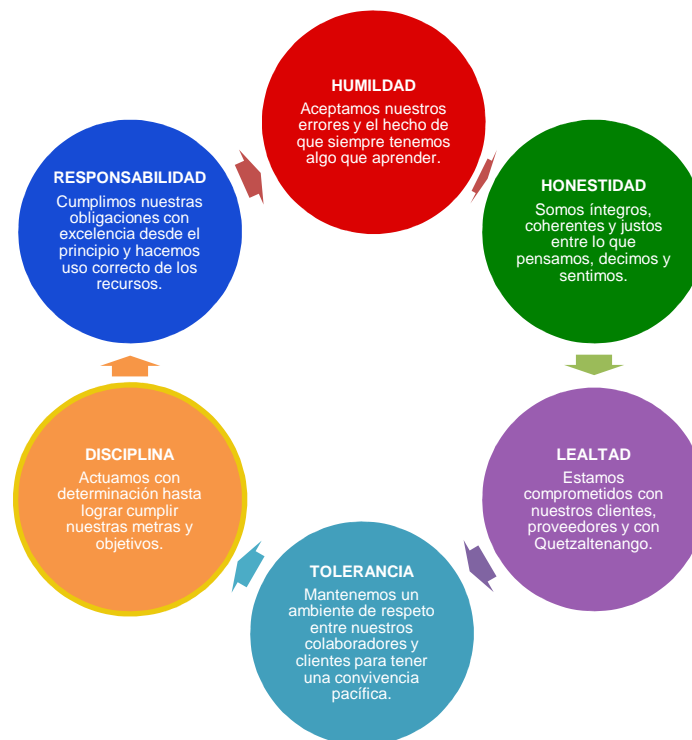 HUMILDAD
Aceptamos nuestros
errores y el hecho de
que siempre tenemos
algo que aprender.
HONESTIDAD
Somos íntegros,
coherentes y justos
entre lo que
pensamos, decimos y
sentimos.
LEALTAD
Estamos
comprometidos con
nuestros clientes,
proveedores y con
Quetzaltenango.
TOLERANCIA
Mantenemos un
ambiente de respeto
entre nuestros
colaboradores y
clientes para tener
una convivencia
pacífica.
DISCIPLINA
Actuamos con
determinación hasta
lograr cumplir
nuestras metras y
objetivos.
RESPONSABILIDAD
Cumplimos nuestras
obligaciones con
excelencia desde el
principio y hacemos
uso correcto de los
recursos.